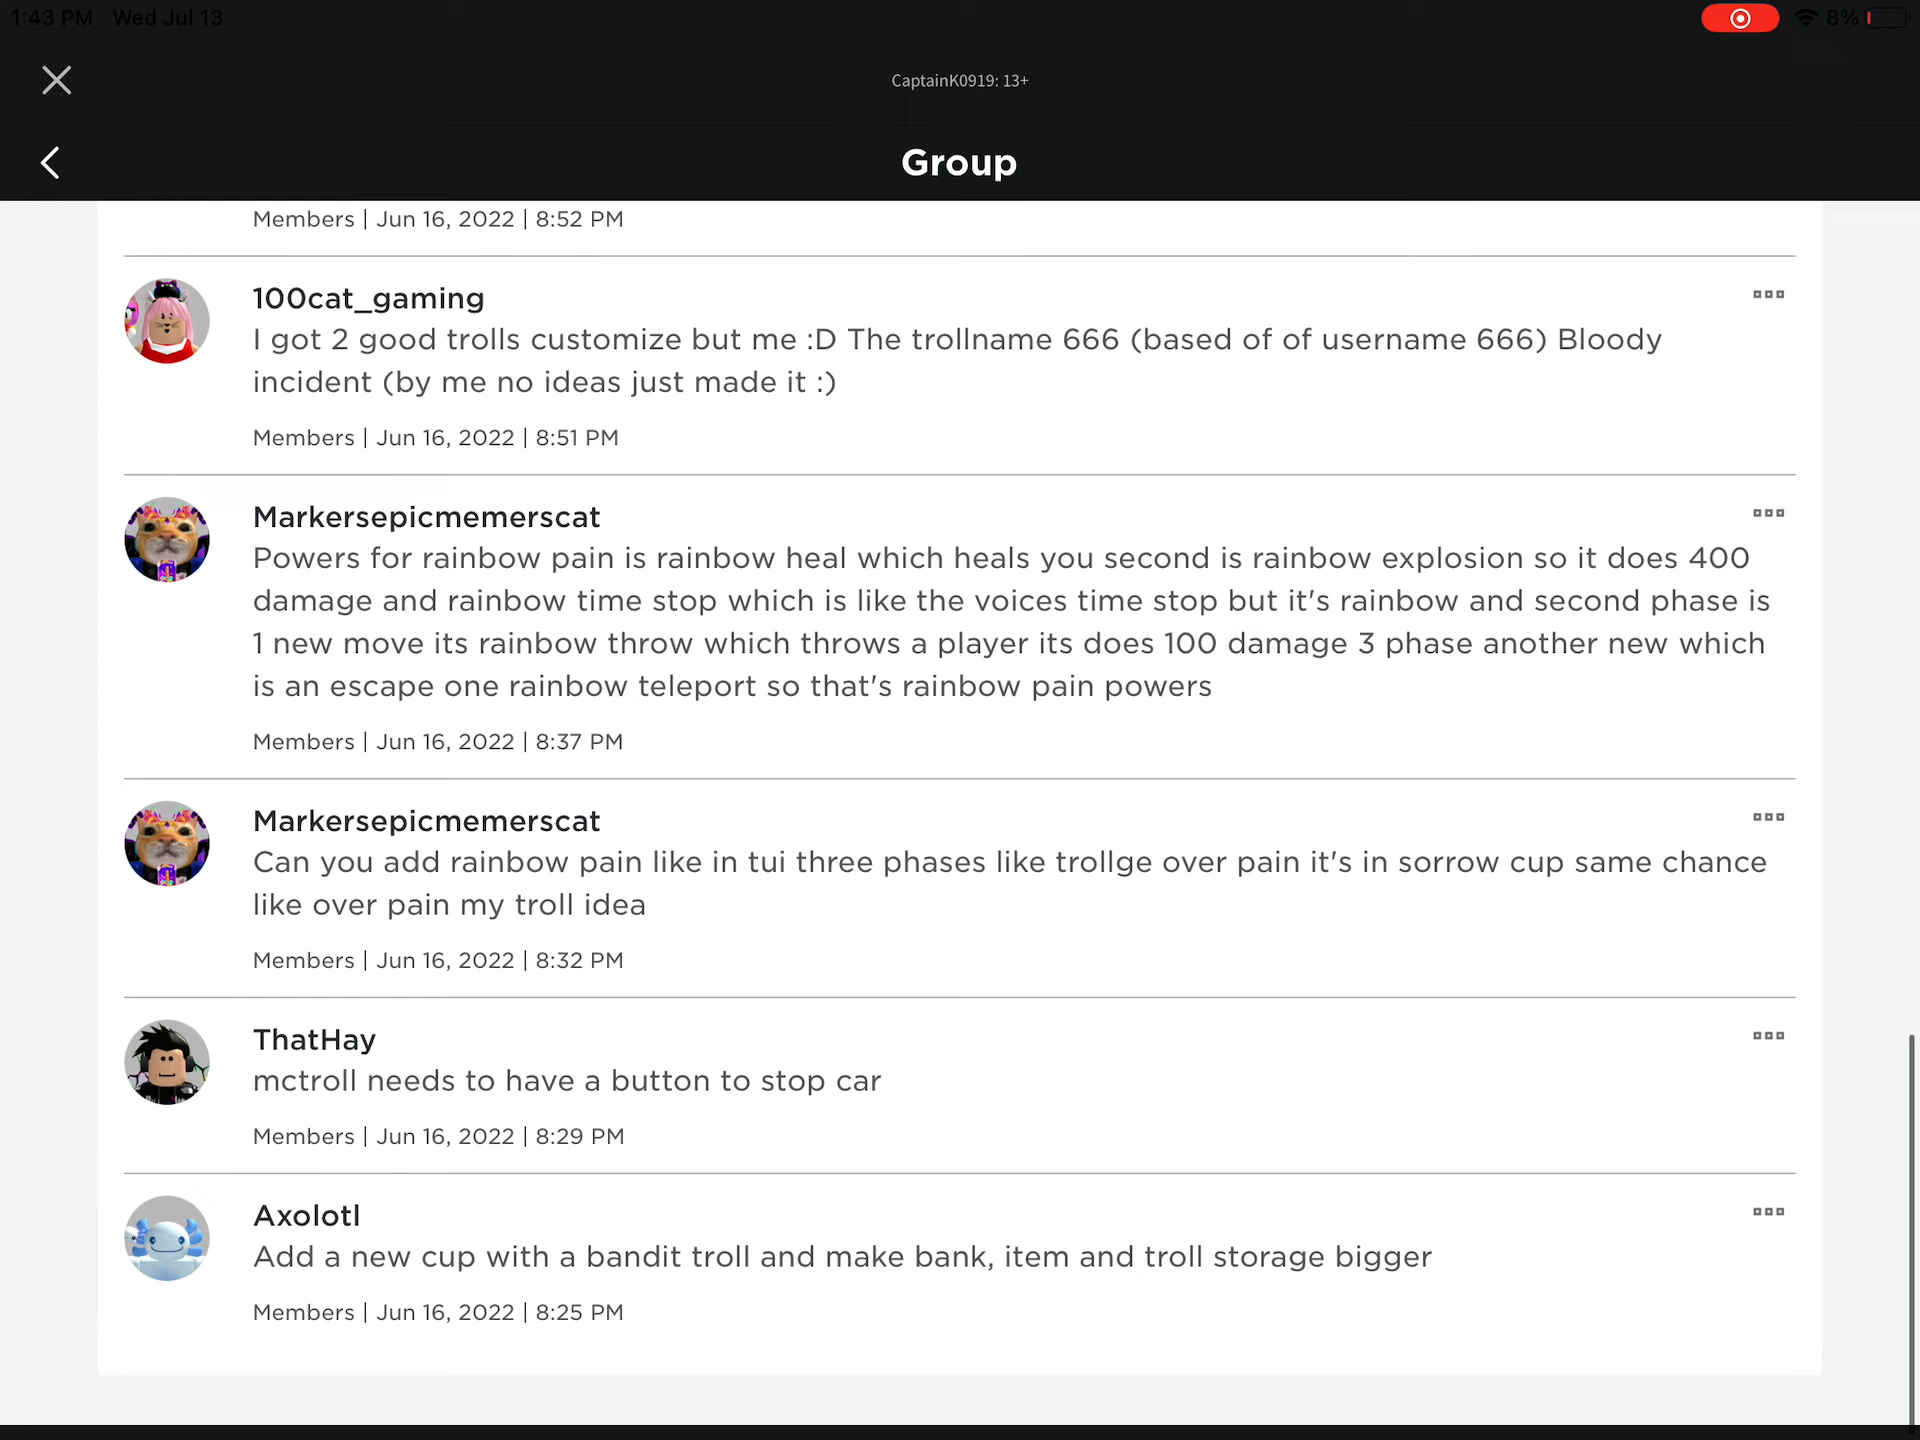 1:43 PM Wed Jul 13
8%
CaptainK0919: 13+
Group
Members | Jun 16, 2022 | 8:52 PM
100cat_gaming
I got 2 good trolls customize but me :D The trollname 666 (based of of username 666) Bloody
incident (by me no ideas just made it :)
Members | Jun 16, 2022 | 8:51 PM
Markersepicmemerscat
Powers for rainbow pain is rainbow heal which heals you second is rainbow explosion so it does 400
damage and rainbow time stop which is like the voices time stop but it's rainbow and second phase is
1 new move its rainbow throw which throws a player its does 100 damage 3 phase another new which
is an escape one rainbow teleport so that's rainbow pain powers
Members | Jun 16, 2022 | 8:37 PM
Markersepicmemerscat
Can you add rainbow pain like in tui three phases like trollge over pain it's in sorrow cup same chance
like over pain my troll idea
Members | Jun 16, 2022 | 8:32 PM
ThatHay
mctroll needs to have a button to stop car
Members | Jun 16, 2022 | 8:29 PM
Axolotl
Add a new cup with a bandit troll and make bank, item and troll storage bigger
Members | Jun 16, 2022 | 8:25 PM